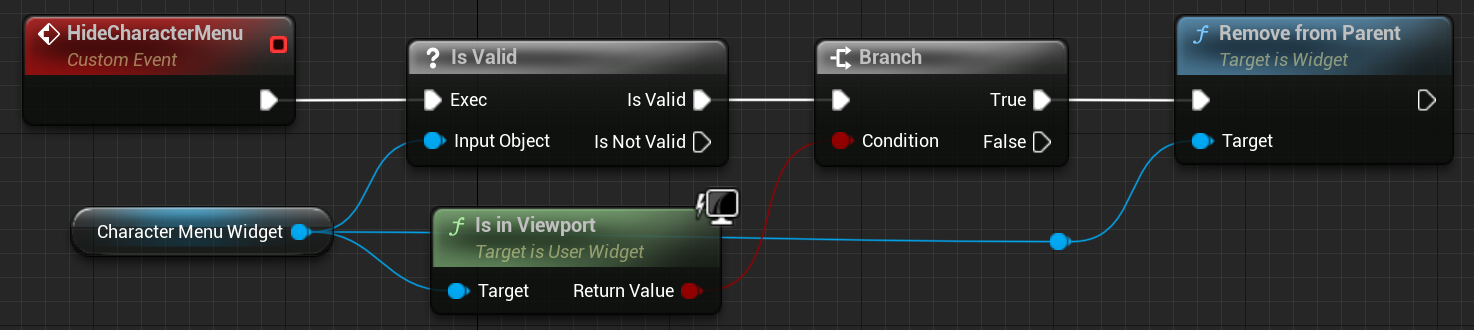 HideCharacterMenu
Custom Event
? Is Valid
Exec
Is Valid
Input Object
Is Not Valid
Branch
True
Condition
False
f Remove from Parent
Target is Widget
Target
Character Menu Widget
f Is in Viewport
Target is User Widget
Target
Return Value